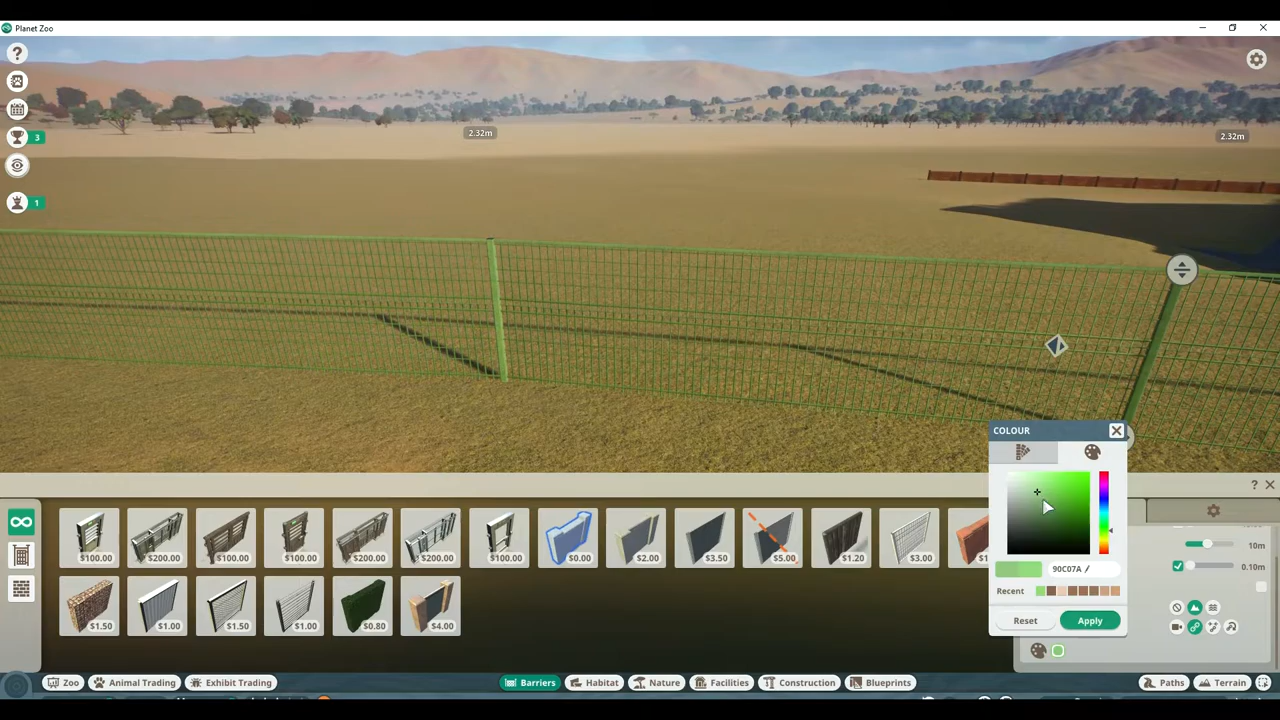 Planet Zoo
3
1
2.32m
2.32m
COLOUR
90C07A /
Recent
Reset
Apply
10m
0.10m
$100.00
$200.00
$100.00
$100.00
$200.00
$200.00
$100.00
$0.00
$2.00
$3.50
$5.00
$1.20
$3.00
$1.50
$1.00
$1.50
$1.00
$0.80
$4.00
Zoo
Animal Trading
Exhibit Trading
Barriers
Habitat
Nature
Facilities
Construction
Blueprints
Paths
Terrain